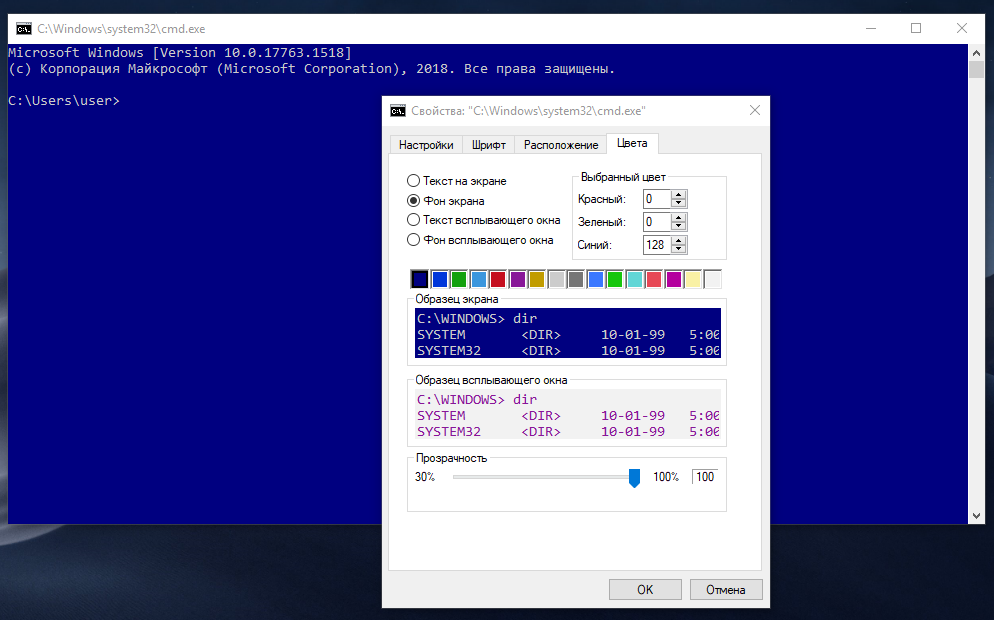 C:\Windows\system32\cmd.exe
Microsoft Windows [Version 10.0.17763.1518]
(c) Корпорация Майкрософт (Microsoft Corporation), 2018. Все права защищены.
C:\Users\user>
Свойства: "C:\Windows\system32\cmd.exe"
Настройки Шрифт Расположение Цвета
Текст на экране
Фон экрана
Текст всплывающего окна
Фон всплывающего окна
Выбранный цвет
Красный: 0
Зеленый: 0
Синий: 128
Образец экрана
C:\WINDOWS> dir
SYSTEM <DIR> 10-01-99 5:00
SYSTEM32 <DIR> 10-01-99 5:00
Образец всплывающего окна
C:\WINDOWS> dir
SYSTEM <DIR> 10-01-99 5:00
SYSTEM32 <DIR> 10-01-99 5:00
Прозрачность
30% 100% 100
OK Отмена